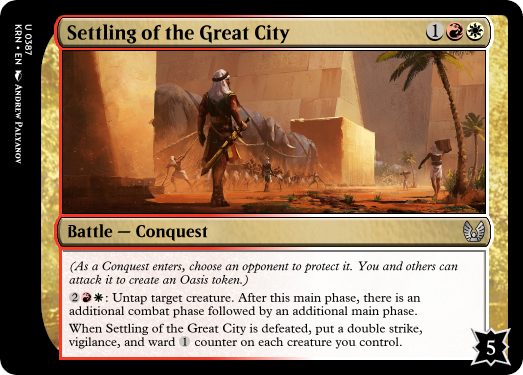 Settling of the Great City
1
Battle — Conquest
(As a Conquest enters, choose an opponent to protect it. You and others can
attack it to create an Oasis token.)
2: Untap target creature. After this main phase, there is an
additional combat phase followed by an additional main phase.
When Settling of the Great City is defeated, put a double strike,
vigilance, and ward 1 counter on each creature you control.
5
U 0387
KRN • EN ANDREW PALYANOV